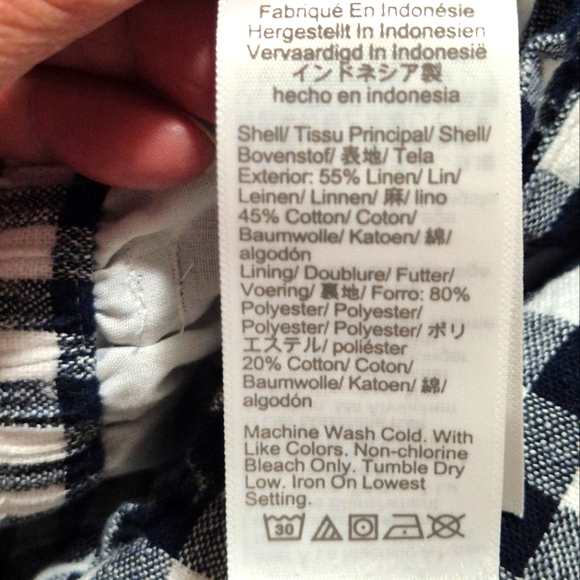 Fabriqué En Indonésie
Hergestellt In Indonesien
Vervaardigd In Indonesië
インドネシア製
hecho en indonesia
Shell/ Tissu Principal/ Shell/
Bovenstof/ 表地/ Tela
Exterior: 55% Linen/ Lin/
Leinen/ Linnen/ 麻/ lino
45% Cotton/ Coton/
Baumwolle/ Katoen/ 綿/
algodón
Lining/ Doublure/ Futter/
Voering/ 裏地/ Forro: 80%
Polyester/ Polyester/
Polyester/ Polyester/ ポリ
エステル/ poliéster
20% Cotton/ Coton/
Baumwolle/ Katoen/ 綿/
algodón
Machine Wash Cold. With
Like Colors. Non-chlorine
Bleach Only. Tumble Dry
Low. Iron On Lowest
Setting.
30